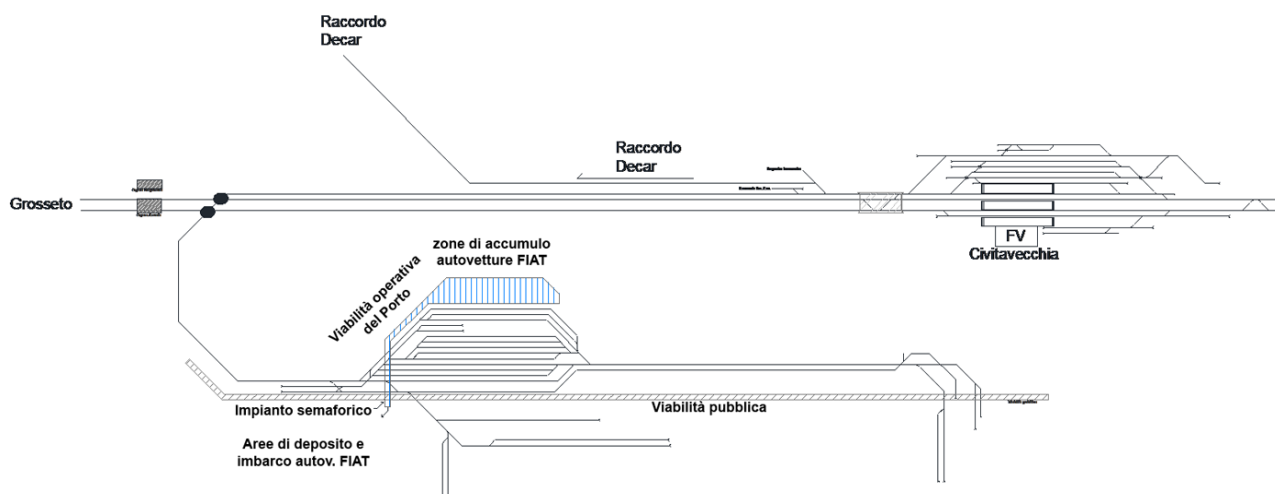 Raccordo
Decar
Raccordo
Decar
Grosseto
FV
Civitavecchia
zone di accumulo
autovetture FIAT
Viabilità operativa
del Porto
Impianto semaforico
Viabilità pubblica
Aree di deposito e
imbarco autov. FIAT